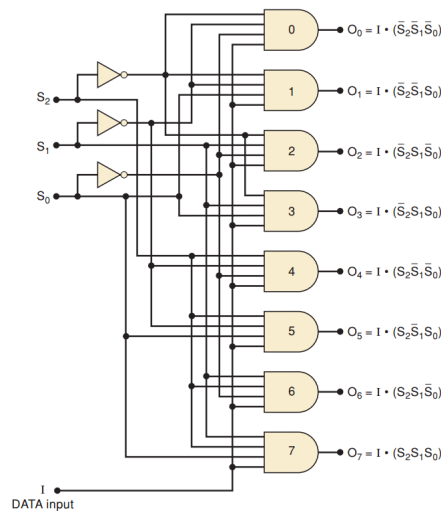 0 O₀ = I • (S̅₂S̅₁S̅₀)
1 O₁ = I • (S̅₂S̅₁S₀)
S₂
2 O₂ = I • (S̅₂S₁S̅₀)
S₁
S₀
3 O₃ = I • (S̅₂S₁S₀)
4 O₄ = I • (S₂S̅₁S̅₀)
5 O₅ = I • (S₂S̅₁S₀)
6 O₆ = I • (S₂S₁S̅₀)
7 O₇ = I • (S₂S₁S₀)
I
DATA input